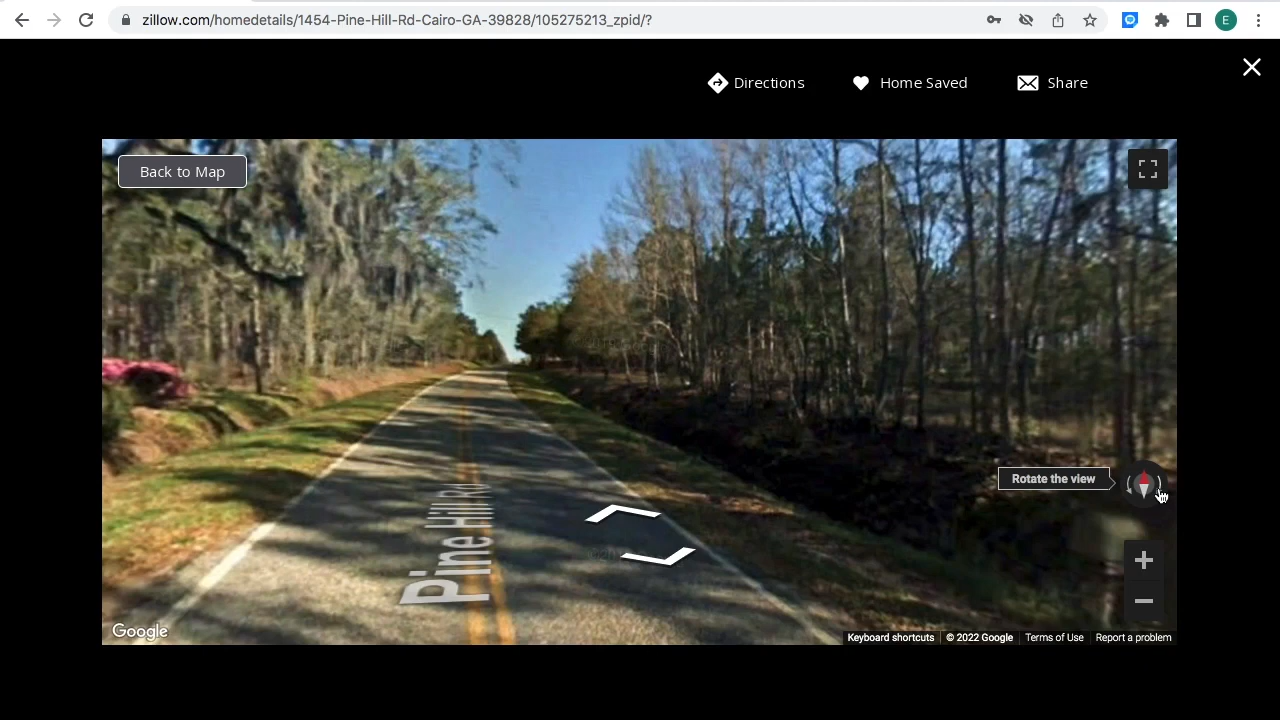 zillow.com/homedetails/1454-Pine-Hill-Rd-Cairo-GA-39828/105275213_zpid/?
E
Directions
Home Saved
Share
Back to Map
Rotate the view
Pine Hill Rd
Google
Keyboard shortcuts
© 2022 Google
Terms of Use
Report a problem